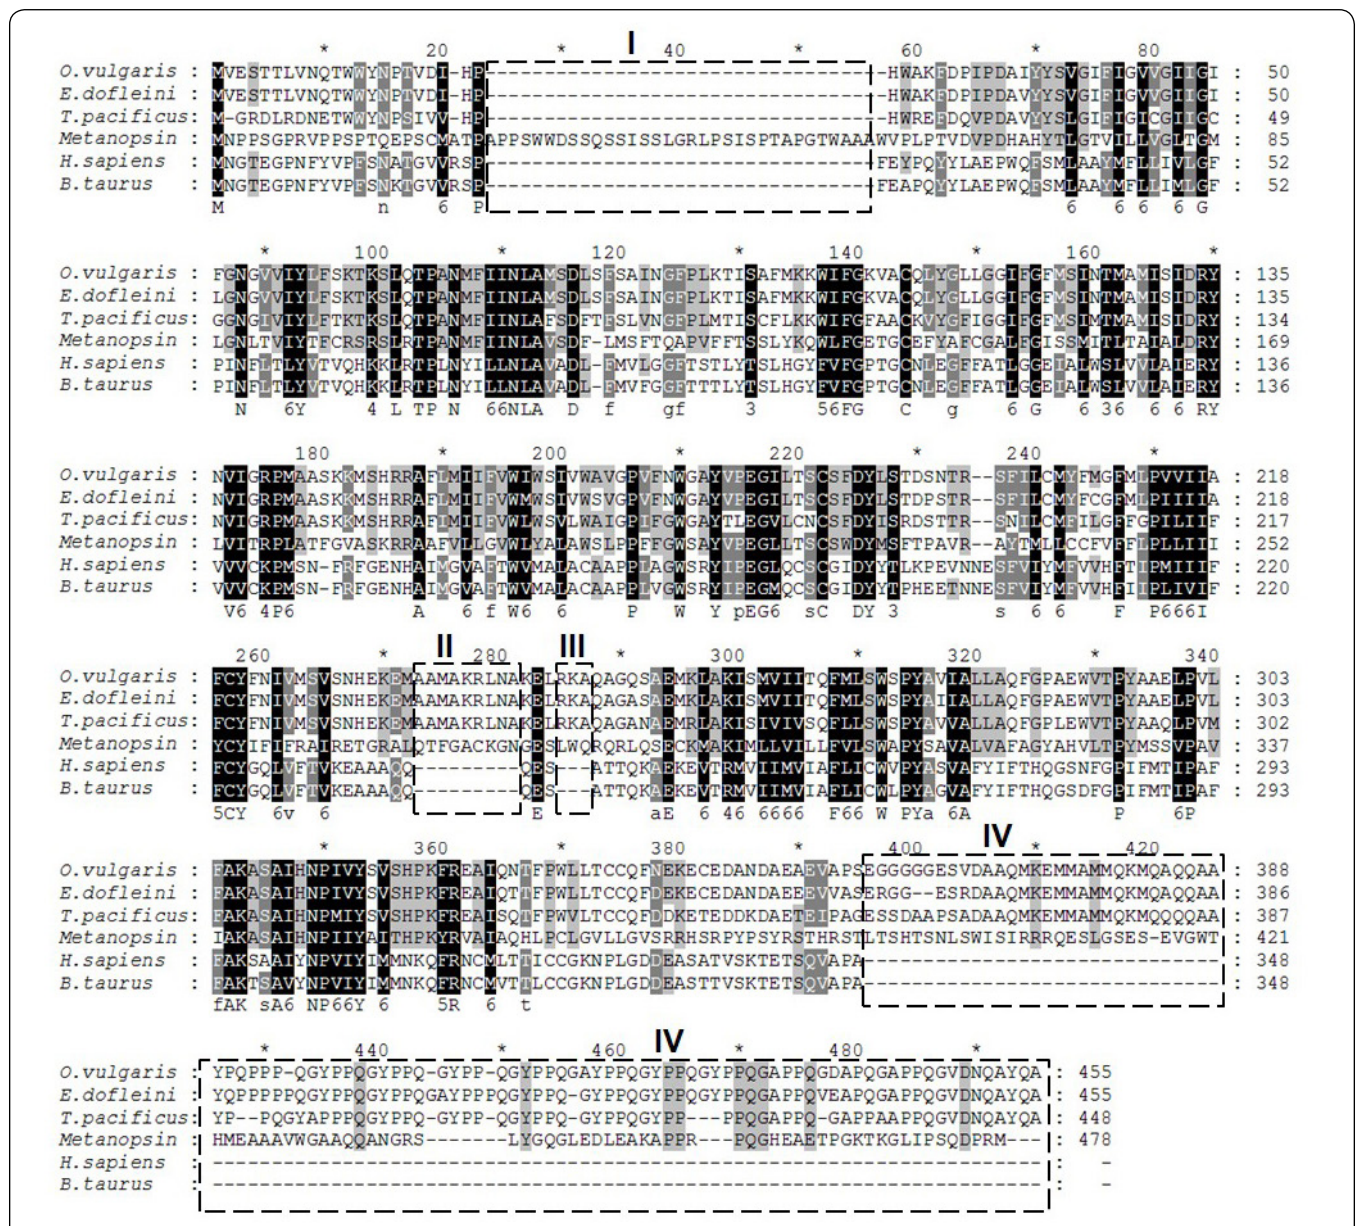 I
* 20 * 40 * 60 * 80
O.vulgaris : MVESTTLVNQTWWYNPTVDI-HP---------------------------------HWAKFDPIPDAIYYSVGIFIGVVGIIGI : 50
E.dofleini : MVESTTLVNQTWWYNPTVDI-HP---------------------------------HWAKFDPIPDAVYYSVGIFIGVVGIIGI : 50
T.pacificus: M-GRDLRDNETWWYNPSIVV-HP---------------------------------HWREFDQVPDAVYYSLGIFIGICGIIGC : 49
Metanopsin : MNPPSGPRVPPSPTQEPSCMATPAPPSWWDSSQSSISSLGRLPSISPTAPGTWAAAWVPLPTVDVPDHAHYTLGTVILLVGLTGM : 85
H.sapiens : MNGTEGPNFYVPFSNATGVVRSP---------------------------------FEYPQYYLAEPWQFSMLAAYMFLLIVLGF : 52
B.taurus : MNGTEGPNFYVPFSNKTGVVRSP---------------------------------FEAPQYYLAEPWQFSMLAAYMFLLIMLGF : 52
M n 6 P 6 6 6 6 G
* 100 * 120 * 140 * 160 *
O.vulgaris : FGNGVVIYLFSKTKSLQTPANMFIINLAMSDLSFSAINGFPLKTISAFMKKWIFGKVACQLYGLLGGIFGFMSINTMAMISIDRY : 135
E.dofleini : LGNGVVIYLFSKTKSLQTPANMFIINLAMSDLSFSAINGFPLKTISAFMKKWIFGKVACQLYGLLGGIFGFMSINTMAMISIDRY : 135
T.pacificus: GGNGIVIYLFTKTKSLQTPANMFIINLAFSDFTFSLVNGFPLMTISCFLKKWIFGFAACKVYGFIGGIFGFMSIMTMAMISIDRY : 134
Metanopsin : LGNLTVIYTFCRSRSLRTPANMFIINLAVSDF-LMSFTQAPVFFTSSLYKQWLFGETGCEFYAFCGALFGISSMITLTAIALDRY : 169
H.sapiens : PINFLTLYVTVQHKKLRTPLNYILLNLAVADLF-MVLGGFTSTLYTSLHGYFVFGPTGCNLEGFFATLGGEIALWSLVVLAIERY : 136
B.taurus : PINFLTLYVTVQHKKLRTPLNYILLNLAVADLF-MVFGGFTTTLYTSLHGYFVFGPTGCNLEGFFATLGGEIALWSLVVLAIERY : 136
N 6Y 4 L TP N 66NLA D f gf 3 56FG C g 6 G 6 36 6 6 RY
180 * 200 * 220 * 240 *
O.vulgaris : NVIGRPMAASKKMSHRRAFLMIIFVWIWSIVWAVGPVFNWGAYVPEGILTSCSFDYLSTDSNTR--SFILCMYFMGFMLPVVIIA : 218
E.dofleini : NVIGRPMAASKKMSHRRAFLMIIFVWMWSIVWSVGPVFNWGAYVPEGILTSCSFDYLSTDPSTR--SFILCMYFCGFMLPIIIIA : 218
T.pacificus: NVIGRPMAASKKMSHRRAFIMIIFVWLWSVLWAIGPIFGWGAYTLEGVLCNCSFDYISRDSTTR--SNILCMFILGFFGPILIIF : 217
Metanopsin : LVITRPLATFGVASKRRAAFVLLGVWLYALAWSLPPFFGWSAYVPEGLLTSCSWDYMSFTPAVR--AYTMLLCCFVFFLPLLIII : 252
H.sapiens : VVVCKPMSN-FRFGENHAIMGVAFTWVMALACAAPPLAGWSRYIPEGLQCSCGIDYYTLKPEVNNESFVIYMFVVHFTIPMIIIF : 220
B.taurus : VVVCKPMSN-FRFGENHAIMGVAFTWVMALACAAPPLVGWSRYIPEGMQCSCGIDYYTPHEETNNESFVIYMFVVHFIIPLIVIF : 220
V6 4P6 A 6 f W6 6 P W Y pEG6 sC DY 3 s 6 6 F P666I
II III
260 * 280 * 300 * 320 * 340
O.vulgaris : FCYFNIVMSVSNHEKEMAAMAKRLNAKELRKAQAGQSAEMKLAKISMVIITQFMLSWSPYAVIALLAQFGPAEWVTPYAAELPVL : 303
E.dofleini : FCYFNIVMSVSNHEKEMAAMAKRLNAKELRKAQAGASAEMKLAKISMVIITQFMLSWSPYAIIALLAQFGPAEWVTPYAAELPVL : 303
T.pacificus: FCYFNIVMSVSNHEKEMAAMAKRLNAKELRKAQAGANAEMRLAKISIVIVSQFLLSWSPYAVVALLAQFGPLEWVTPYAAQLPVM : 302
Metanopsin : YCYIFIFRAIRETGRALQTFGACKGNGESLWQRQRLQSECKMAKIMLLVILLFVLSWAPYSAVALVAFAGYAHVLTPYMSSVPAV : 337
H.sapiens : FCYGQLVFTVKEAAAQQ---------QES---ATTQKAEKEVTRMVIIMVIAFLICWVPYASVAFYIFTHQGSNFGPIFMTIPAF : 293
B.taurus : FCYGQLVFTVKEAAAQQ---------QES---ATTQKAEKEVTRMVIIMVIAFLICWLPYAGVAFYIFTHQGSDFGPIFMTIPAF : 293
5CY 6v 6 E aE 6 46 6666 F66 W PYa 6A P 6P
IV
* 360 * 380 * 400 * 420
O.vulgaris : FAKASAIHNPIVYSVSHPKFREAIQNTFPWLLTCCQFNEKECEDANDAEAEVAPSEGGGGGESVDAAQMKEMMAMMQKMQAQQAA : 388
E.dofleini : FAKASAIHNPIVYSVSHPKFREAIQTTFPWLLTCCQFDEKECEDANDAEEEVVASERGG--ESRDAAQMKEMMAMMQKMQAQQAA : 386
T.pacificus: FAKASAIHNPMIYSVSHPKFREAISQTFPWVLTCCQFDDKETEDDKDAETEIPAGESSDAAPSADAAQMKEMMAMMQKMQQQQAA : 387
Metanopsin : IAKASAIHNPIIYAITHPKYRVAIAQHLPCLGVLLGVSRRHSRPYPSYRSTHRSTLTSHTSNLSWISIRRRQESLGSES-EVGWT : 421
H.sapiens : FAKSAAIYNPVIYIMMNKQFRNCMLTTICCGKNPLGDDEASATVSKTETSQVAPA------------------------------ : 348
B.taurus : FAKTSAVYNPVIYIMMNKQFRNCMVTTLCCGKNPLGDDEASTTVSKTETSQVAPA------------------------------ : 348
fAK sA6 NP66Y 6 5R 6 t
* 440 * 460 IV * 480 *
O.vulgaris : YPQPPP-QGYPPQGYPPQ-GYPP-QGYPPQGAYPPQGYPPQGYPPQGAPPQGDAPQGAPPQGVDNQAYQA : 455
E.dofleini : YQPPPPPQGYPPQGYPPQGAYPPPQGYPPQ-GYPPQGYPPQGYPPQGAPPQVEAPQGAPPQGVDNQAYQA : 455
T.pacificus: YP--PQGYAPPPQGYPPQ-GYPP-QGYPPQ-GYPPQGYP---PPQGAPPQ-GAPPAAPPQGVDNQAYQA : 448
Metanopsin : HMEAAAVWGAAQQANGRS-------LYGQGLEDLEAKAPPR---PQGHEAETPGKTKGLIPSQDPRM--- : 478
H.sapiens : ---------------------------------------------------------------------- : -
B.taurus : ---------------------------------------------------------------------- : -